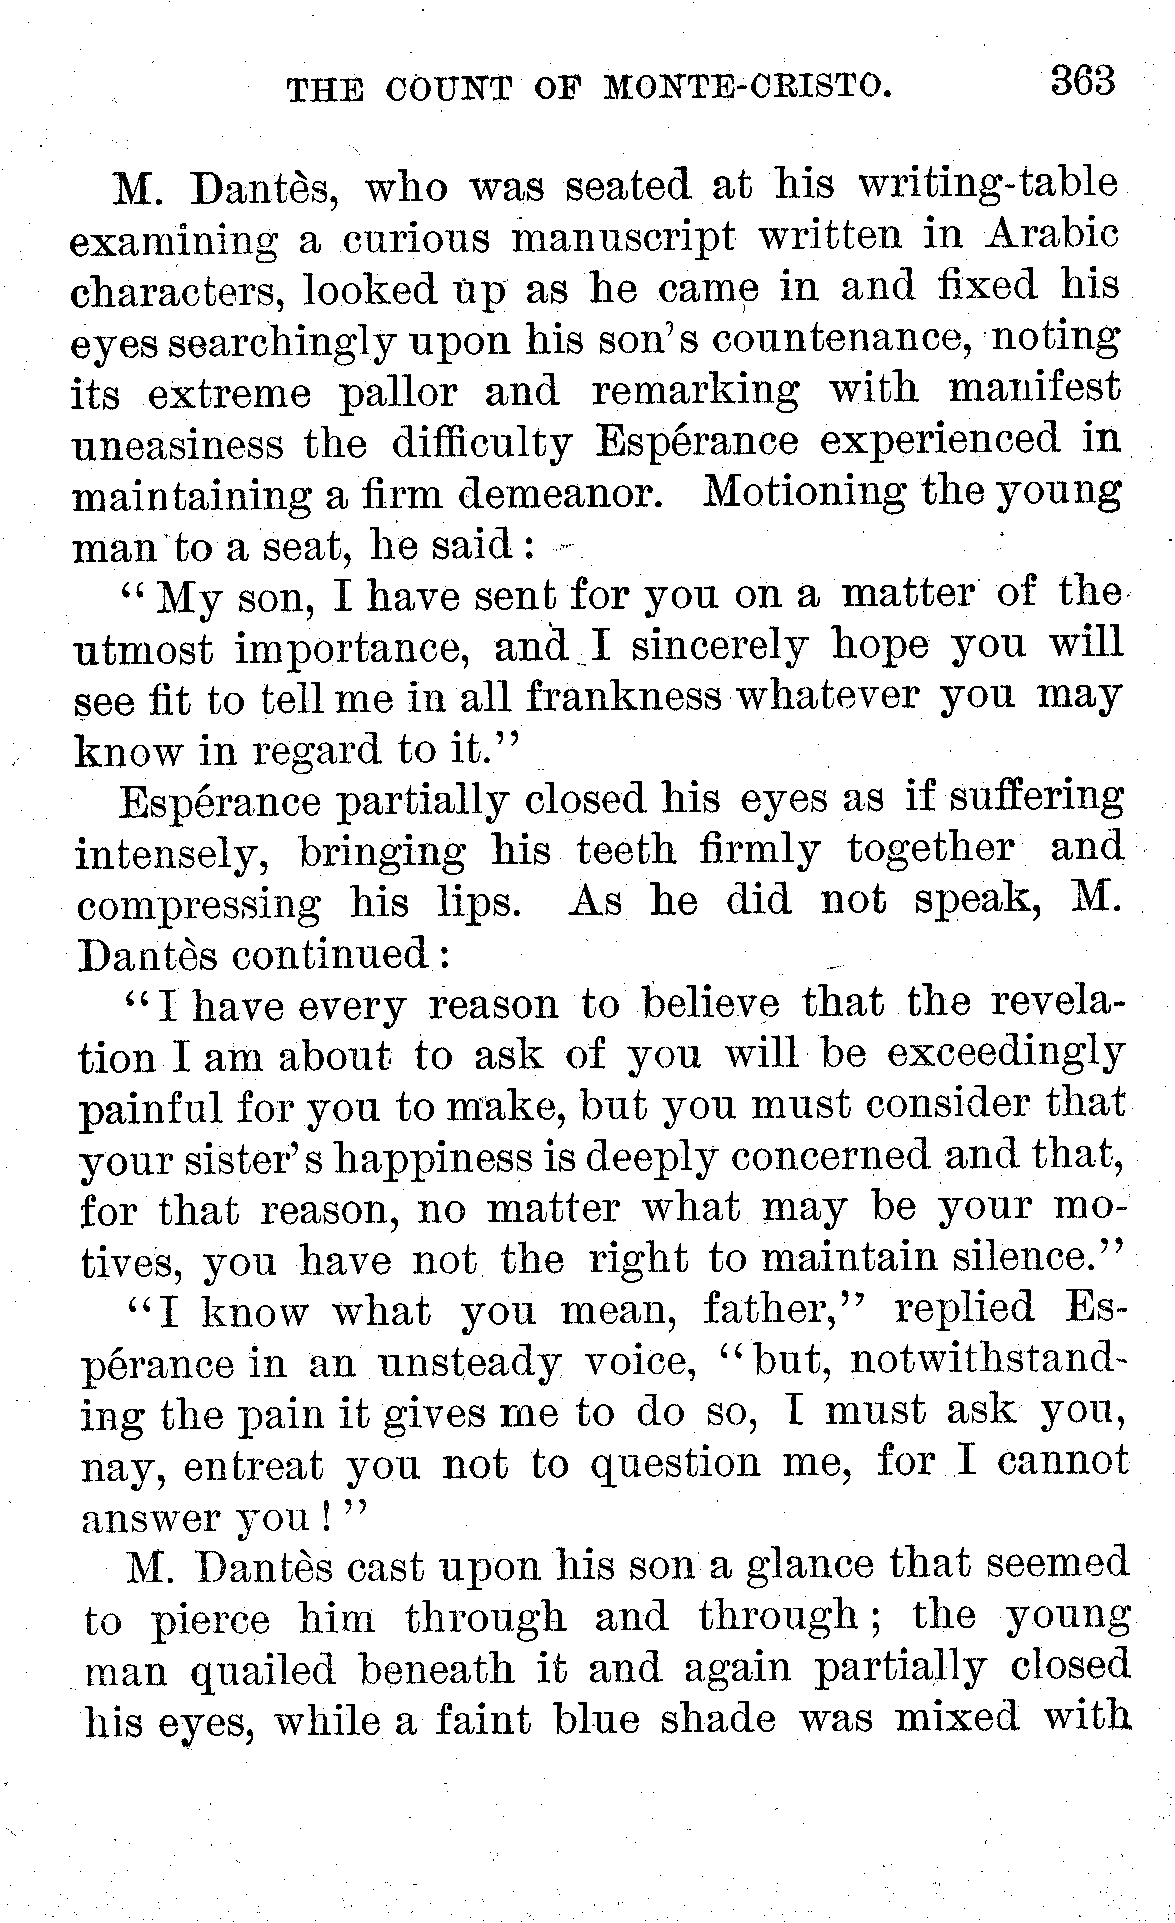 THE COUNT OF MONTE-CRISTO. 363
M. Dantès, who was seated at his writing-table
examining a curious manuscript written in Arabic
characters, looked up as he came in and fixed his
eyes searchingly upon his son's countenance, noting
its extreme pallor and remarking with manifest
uneasiness the difficulty Espérance experienced in
maintaining a firm demeanor. Motioning the young
man to a seat, he said :
“ My son, I have sent for you on a matter of the
utmost importance, and I sincerely hope you will
see fit to tell me in all frankness whatever you may
know in regard to it.”
Espérance partially closed his eyes as if suffering
intensely, bringing his teeth firmly together and
compressing his lips. As he did not speak, M.
Dantès continued :
“ I have every reason to believe that the revela-
tion I am about to ask of you will be exceedingly
painful for you to make, but you must consider that
your sister's happiness is deeply concerned and that,
for that reason, no matter what may be your mo-
tives, you have not the right to maintain silence.”
“I know what you mean, father,” replied Es-
pérance in an unsteady voice, “but, notwithstand-
ing the pain it gives me to do so, I must ask you,
nay, entreat you not to question me, for I cannot
answer you ! ”
M. Dantès cast upon his son a glance that seemed
to pierce him through and through ; the young
man quailed beneath it and again partially closed
his eyes, while a faint blue shade was mixed with